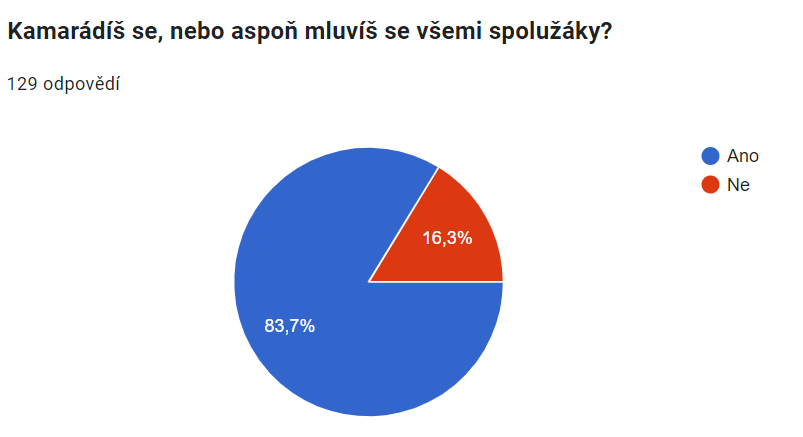 Kamarádíš se, nebo aspoň mluvíš se všemi spolužáky?
129 odpovědí
Ano
Ne
16,3%
83,7%